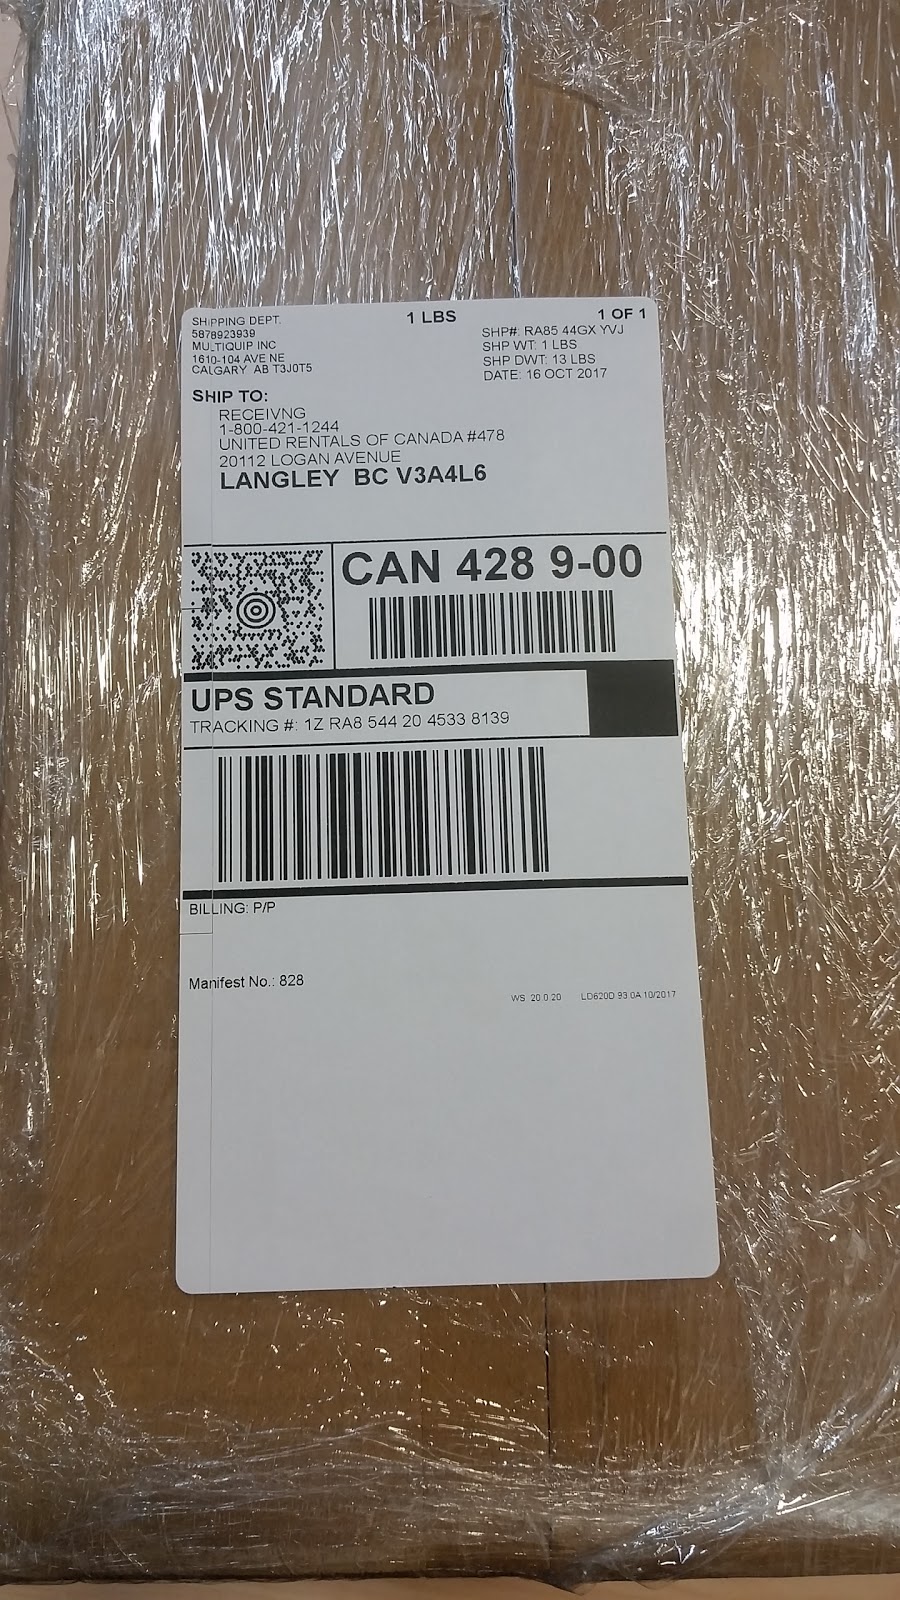 SHIPPING DEPT.
5878923939
MULTIQUIP INC
1610-104 AVE NE
CALGARY AB T3J0T5
1 LBS
1 OF 1
SHP#: RA85 44GX YVJ
SHP WT: 1 LBS
SHP DWT: 13 LBS
DATE: 16 OCT 2017
SHIP TO:
RECEIVNG
1-800-421-1244
UNITED RENTALS OF CANADA #478
20112 LOGAN AVENUE
LANGLEY BC V3A4L6
CAN 428 9-00
UPS STANDARD
TRACKING #: 1Z RA8 544 20 4533 8139
BILLING: P/P
Manifest No.: 828
WS 20.0.20 LD620D 93.0A 10/2017